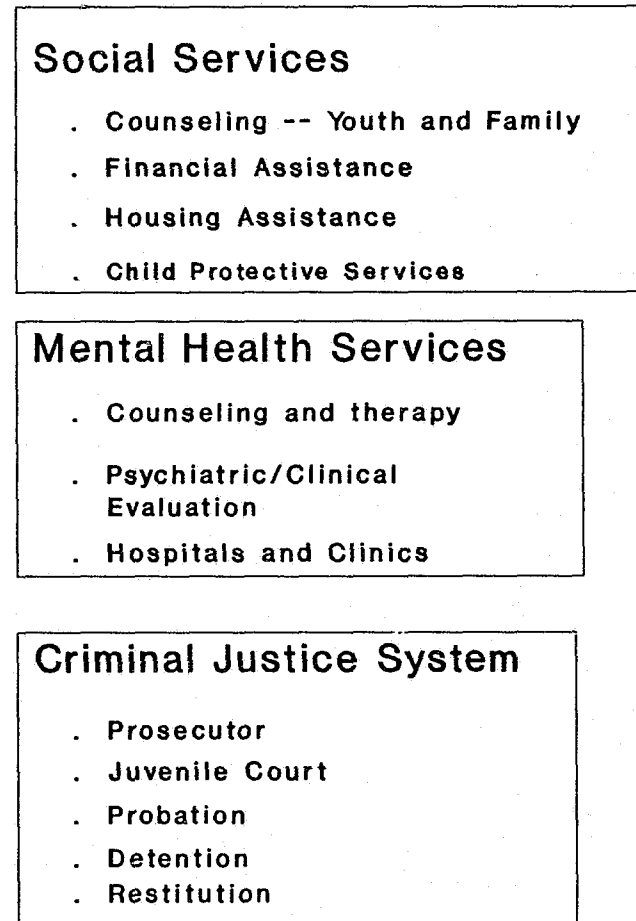 Social Services
. Counseling -- Youth and Family
. Financial Assistance
. Housing Assistance
. Child Protective Services
Mental Health Services
. Counseling and therapy
. Psychiatric/Clinical
Evaluation
. Hospitals and Clinics
Criminal Justice System
. Prosecutor
. Juvenile Court
. Probation
. Detention
. Restitution